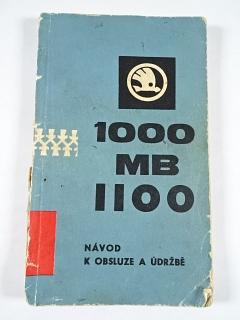 1000
MB
1100
NÁVOD
K OBSLUZE A ÚDRŽBĚ